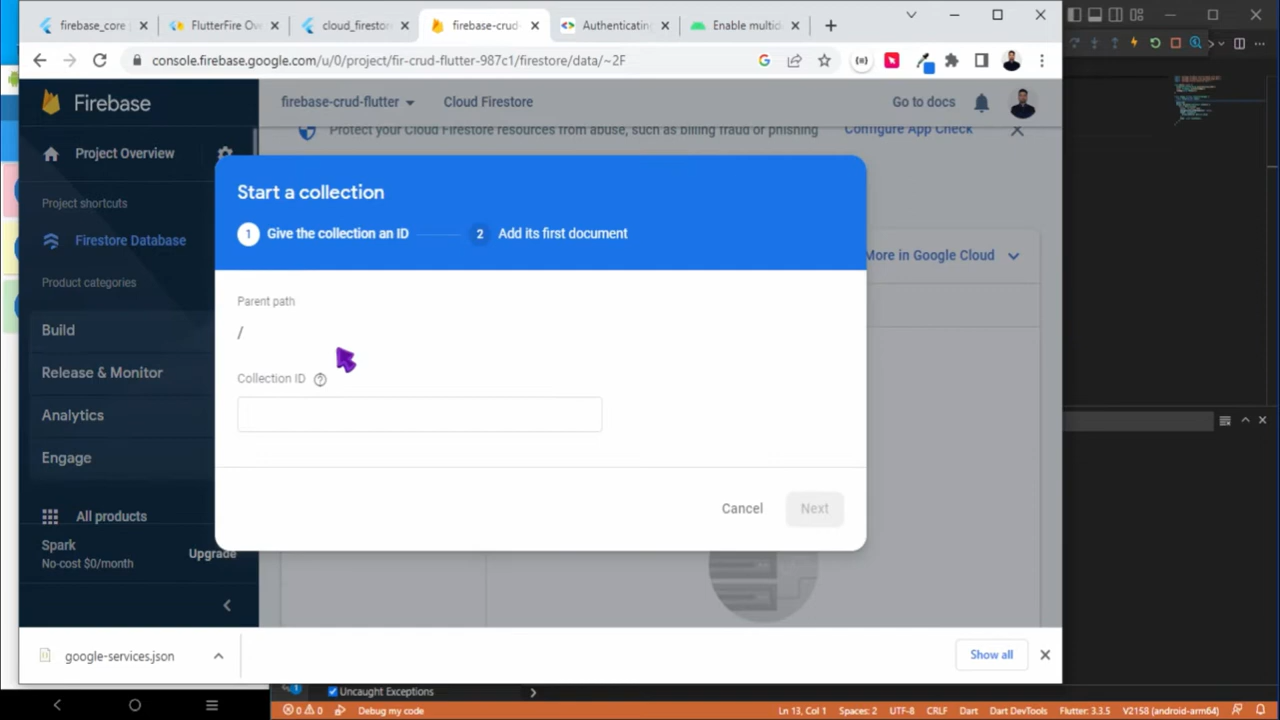 firebase_core
FlutterFire Ove
cloud_firestore
firebase-crud-
Authenticating
Enable multide
console.firebase.google.com/u/0/project/fir-crud-flutter-987c1/firestore/data/~2F
Firebase
firebase-crud-flutter
Cloud Firestore
Go to docs
Protect your Cloud Firestore resources from abuse, such as billing fraud or phishing
Configure App Check
Project Overview
Project shortcuts
Firestore Database
Product categories
Build
Release & Monitor
Analytics
Engage
All products
Spark
No-cost $0/month
Upgrade
Start a collection
1 Give the collection an ID
2 Add its first document
More in Google Cloud
Parent path
/
Collection ID
Cancel
Next
google-services.json
Show all
Uncaught Exceptions
0 0
Debug my code
Ln 13, Col 1
Spaces: 2
UTF-8
CRLF
Dart
Dart DevTools
Flutter: 3.3.5
V2158 (android-arm64)